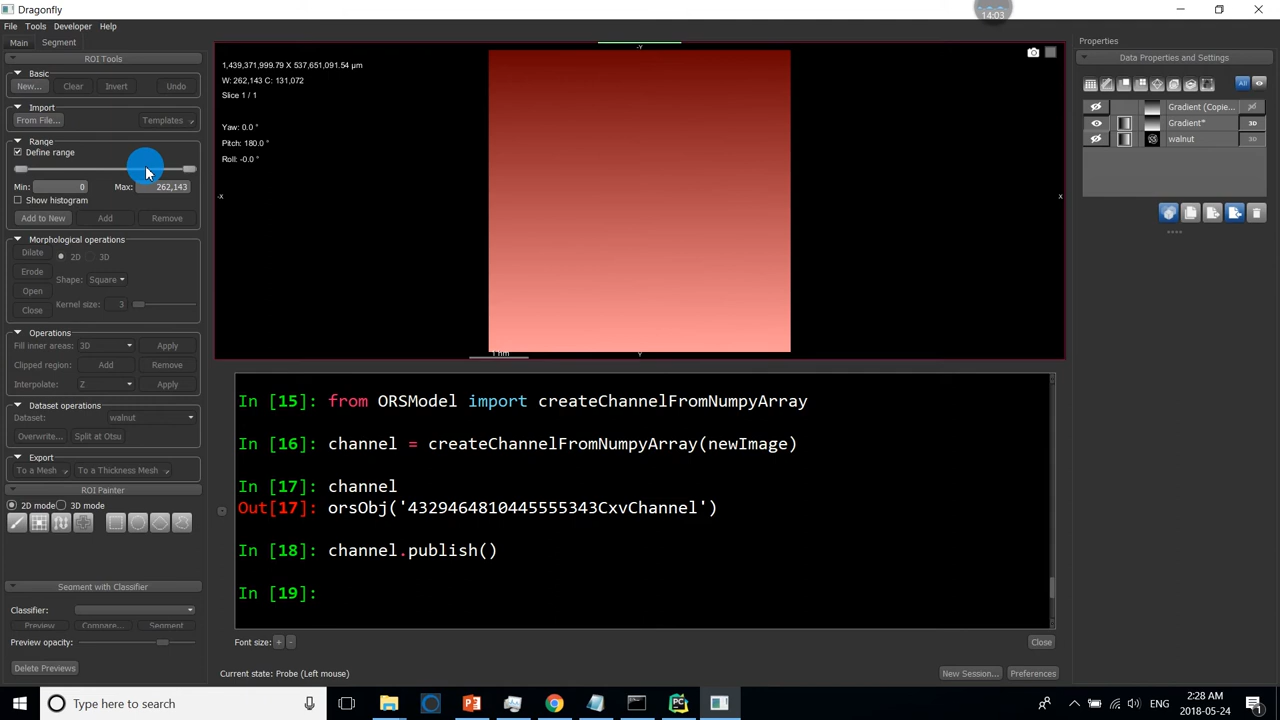 Dragonfly
14:03
File Tools Developer Help
Main Segment
ROI Tools
Basic
New... Clear Invert Undo
Import
From File... Templates
Range
Define range
Min: 0 Max: 262,143
Show histogram
Add to New Add Remove
Morphological operations
Dilate 2D 3D
Erode
Shape: Square
Open
Kernel size: 3
Close
Operations
Fill inner areas: 3D Apply
Clipped region: Add Remove
Interpolate: Z Apply
Dataset operations
Dataset: walnut
Overwrite... Split at Otsu
Export
To a Mesh To a Thickness Mesh
ROI Painter
2D mode 3D mode
Segment with Classifier
Classifier:
Preview Compare... Segment
Preview opacity:
Delete Previews
-Y
1,439,371,999.79 X 537,651,091.54 µm
W: 262,143 C: 131,072
Slice 1 / 1
Yaw: 0.0 °
Pitch: 180.0 °
Roll: -0.0 °
-X
X
Y
In [15]: from ORSModel import createChannelFromNumpyArray
In [16]: channel = createChannelFromNumpyArray(newImage)
In [17]: channel
Out[17]: orsObj('4329464810445555343CxvChannel')
In [18]: channel.publish()
In [19]:
Font size: + - Close
Current state: Probe (Left mouse) New Session... Preferences
Properties
Data Properties and Settings
All
Gradient (Copie...
Gradient* 3D
walnut 3D
Type here to search
ENG
2:28 AM
2018-05-24
1